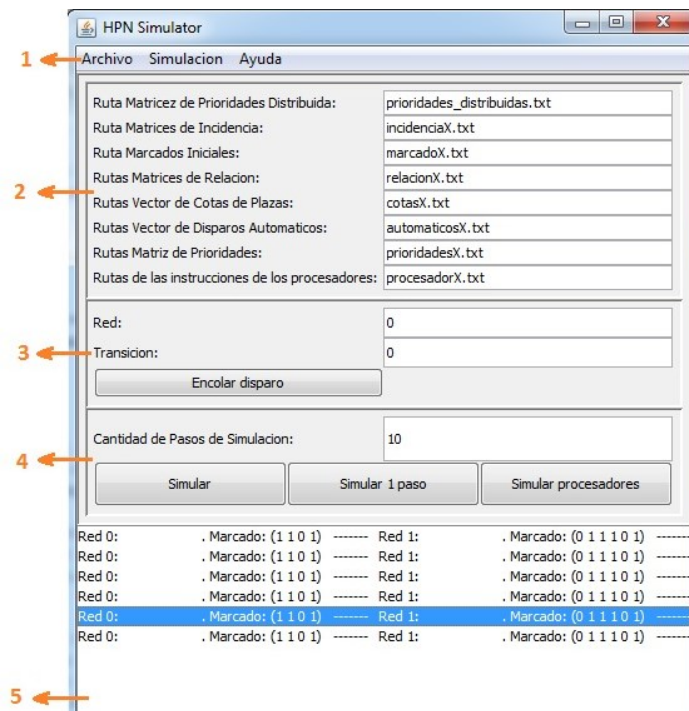 HPN Simulator
1
Archivo Simulacion Ayuda
Ruta Matricez de Prioridades Distribuida: prioridades_distribuidas.txt
Ruta Matrices de Incidencia: incidenciaX.txt
Ruta Marcados Iniciales: marcadoX.txt
2
Rutas Matrices de Relacion: relacionX.txt
Rutas Vector de Cotas de Plazas: cotasX.txt
Rutas Vector de Disparos Automaticos: automaticosX.txt
Rutas Matriz de Prioridades: prioridadesX.txt
Rutas de las instrucciones de los procesadores: procesadorX.txt
Red: 0
3
Transicion: 0
Encolar disparo
Cantidad de Pasos de Simulacion: 10
4
Simular Simular 1 paso Simular procesadores
Red 0: . Marcado: (1 1 0 1) ------- Red 1: . Marcado: (0 1 1 1 0 1) -------
Red 0: . Marcado: (1 1 0 1) ------- Red 1: . Marcado: (0 1 1 1 0 1) -------
Red 0: . Marcado: (1 1 0 1) ------- Red 1: . Marcado: (0 1 1 1 0 1) -------
Red 0: . Marcado: (1 1 0 1) ------- Red 1: . Marcado: (0 1 1 1 0 1) -------
Red 0: . Marcado: (1 1 0 1) ------- Red 1: . Marcado: (0 1 1 1 0 1) -------
Red 0: . Marcado: (1 1 0 1) ------- Red 1: . Marcado: (0 1 1 1 0 1) -------
5